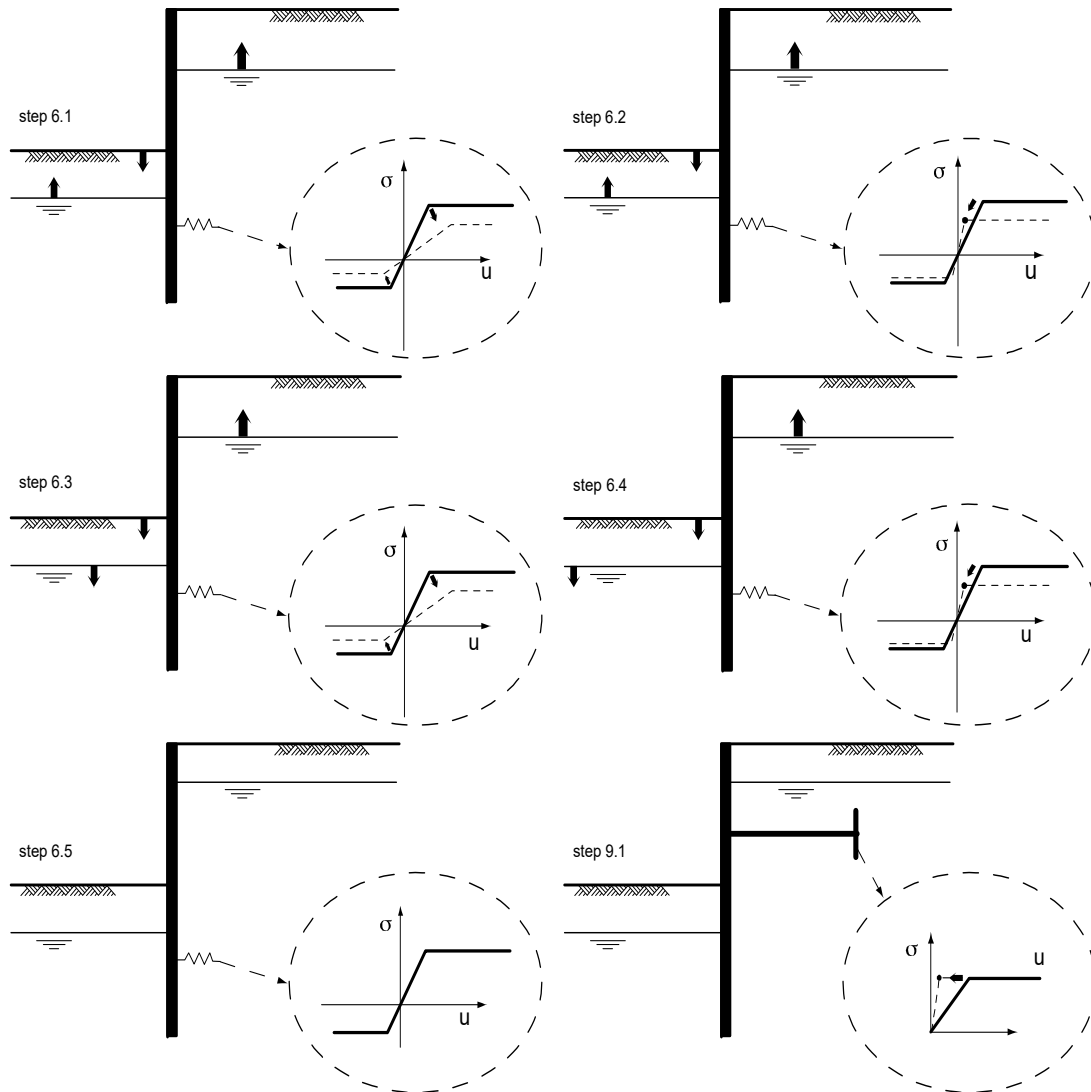 step 6.1
σ
u
step 6.2
σ
u
step 6.3
σ
u
step 6.4
σ
u
step 6.5
σ
u
step 9.1
σ
u